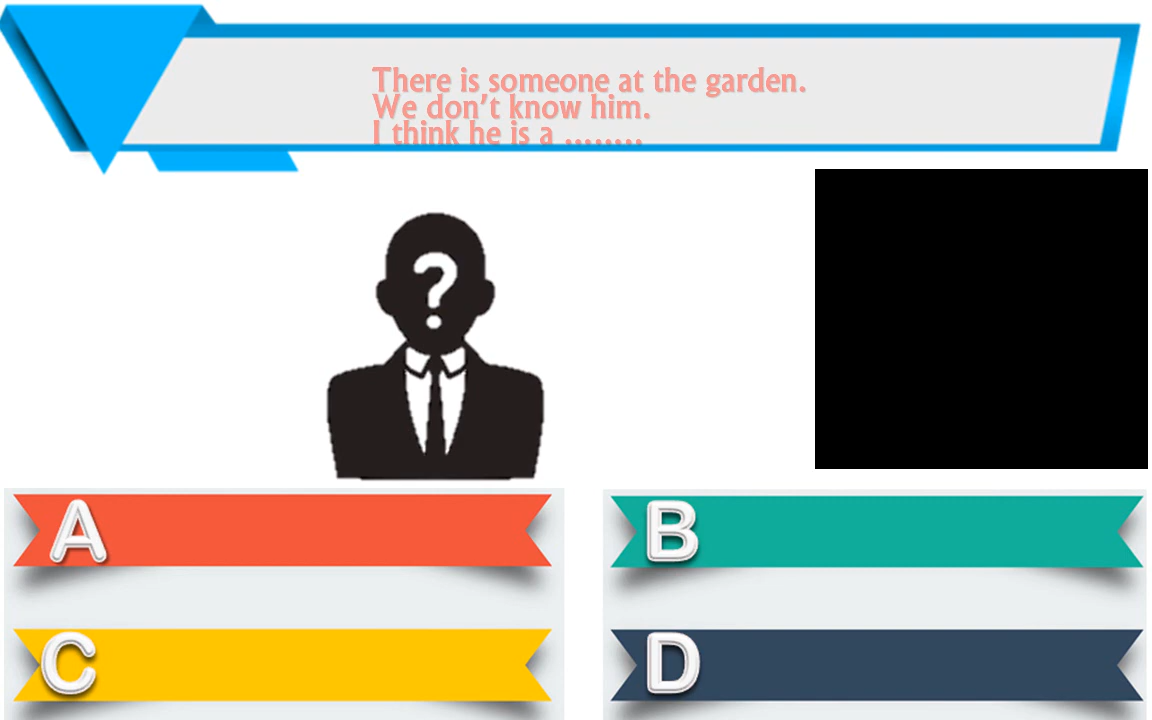 There is someone at the garden.
We don’t know him.
I think he is a ........
?
A
B
C
D